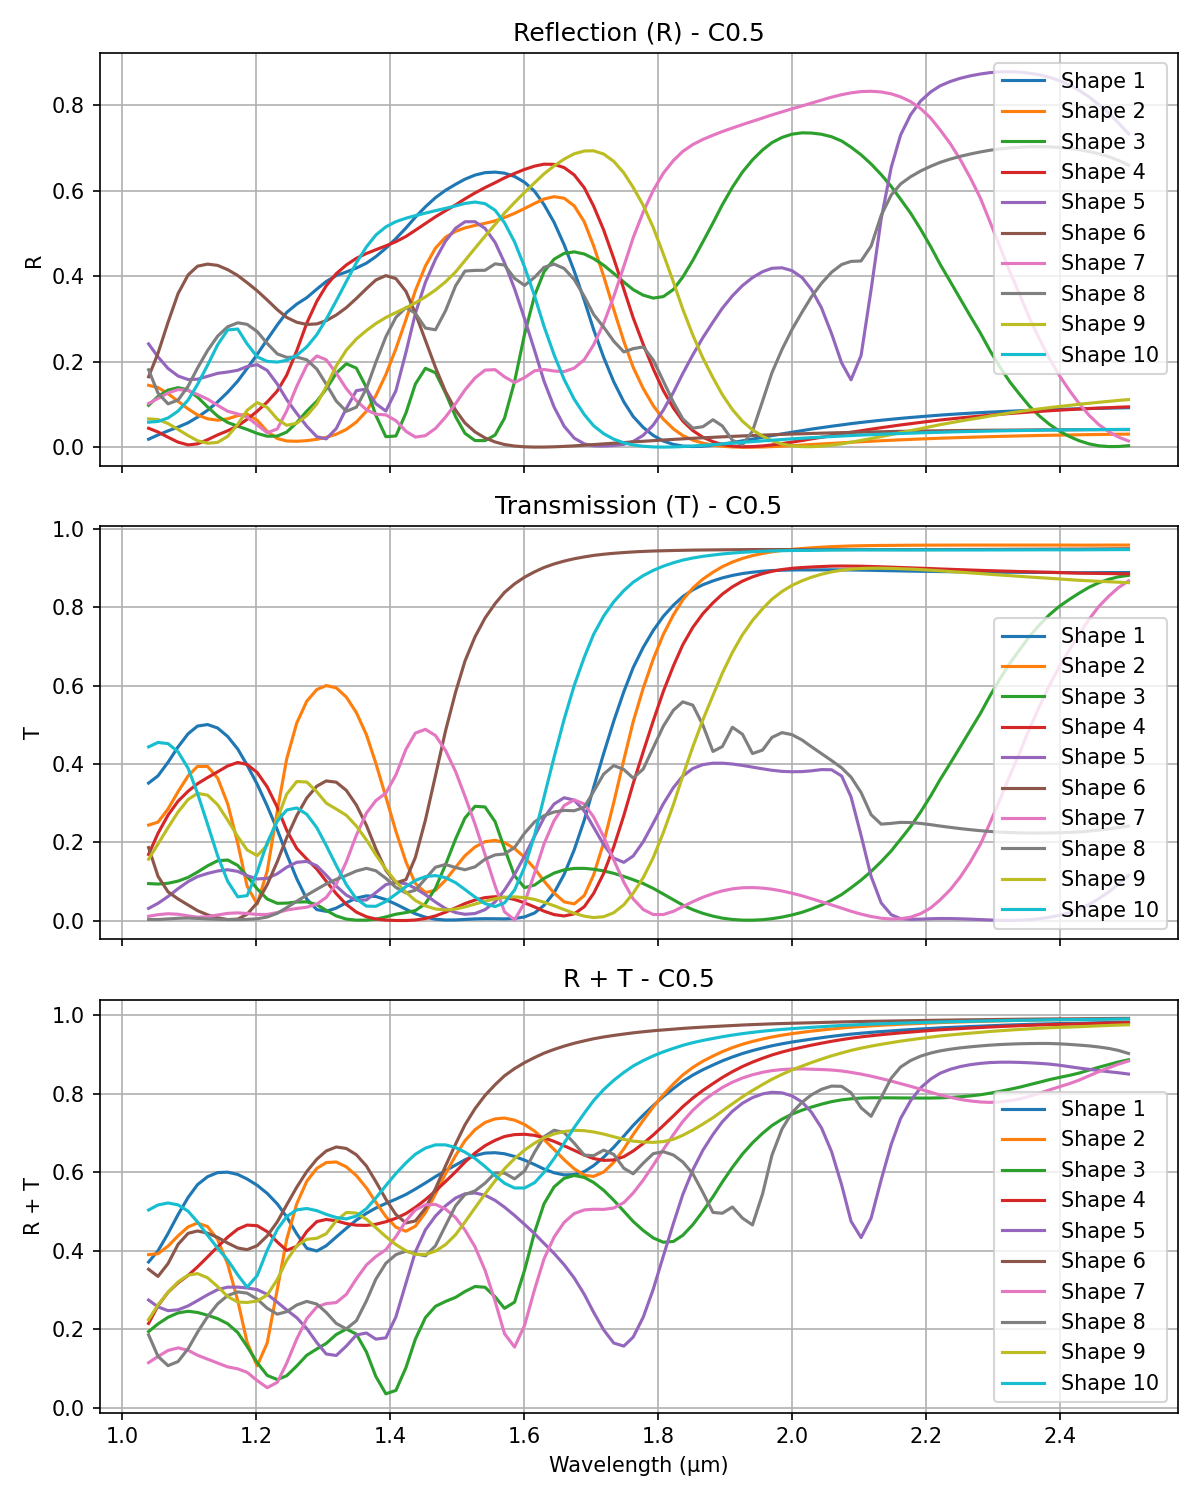 Reflection (R) - C0.5
R
0.8
0.6
0.4
0.2
0.0
Shape 1
Shape 2
Shape 3
Shape 4
Shape 5
Shape 6
Shape 7
Shape 8
Shape 9
Shape 10
Transmission (T) - C0.5
T
1.0
0.8
0.6
0.4
0.2
0.0
Shape 1
Shape 2
Shape 3
Shape 4
Shape 5
Shape 6
Shape 7
Shape 8
Shape 9
Shape 10
R + T - C0.5
R + T
1.0
0.8
0.6
0.4
0.2
0.0
Shape 1
Shape 2
Shape 3
Shape 4
Shape 5
Shape 6
Shape 7
Shape 8
Shape 9
Shape 10
1.0 1.2 1.4 1.6 1.8 2.0 2.2 2.4
Wavelength (μm)